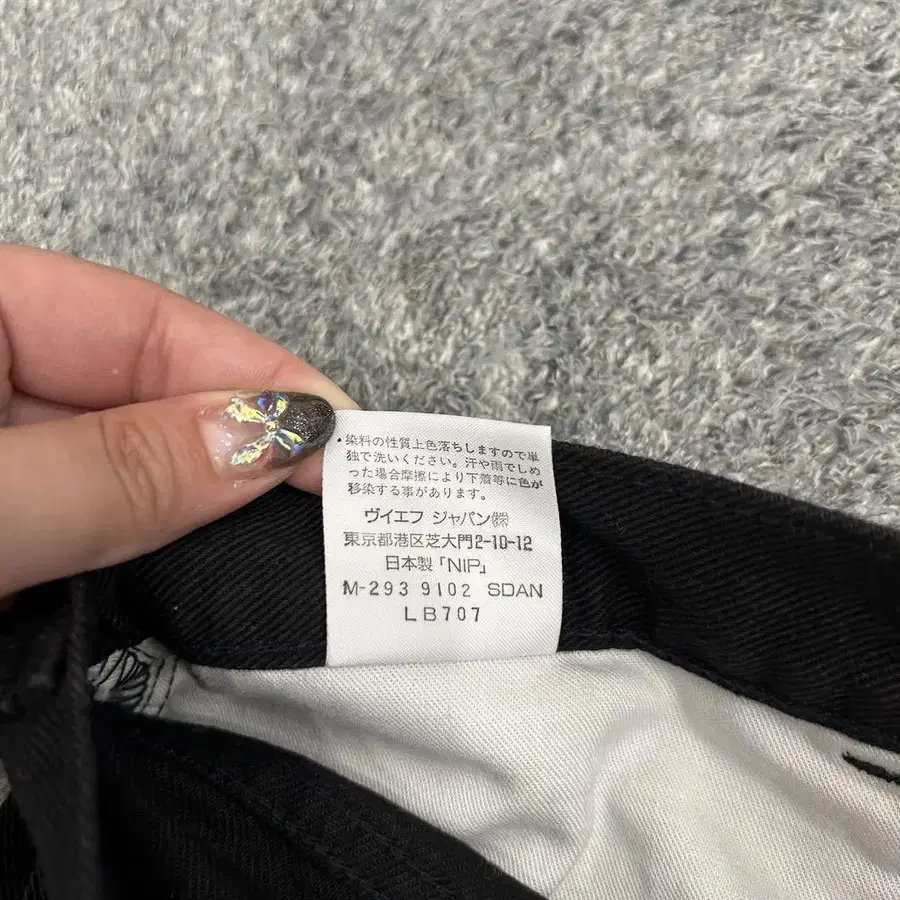 ・染料の性質上色落ちしますので単
独で洗いください。汗や雨でしめ
った場合摩擦により下着等に色が
移染する事があります。
ヴイエフ ジャパン㈱
東京都港区芝大門2-10-12
日本製「NIP」
M-293 9102 SDAN
LB707